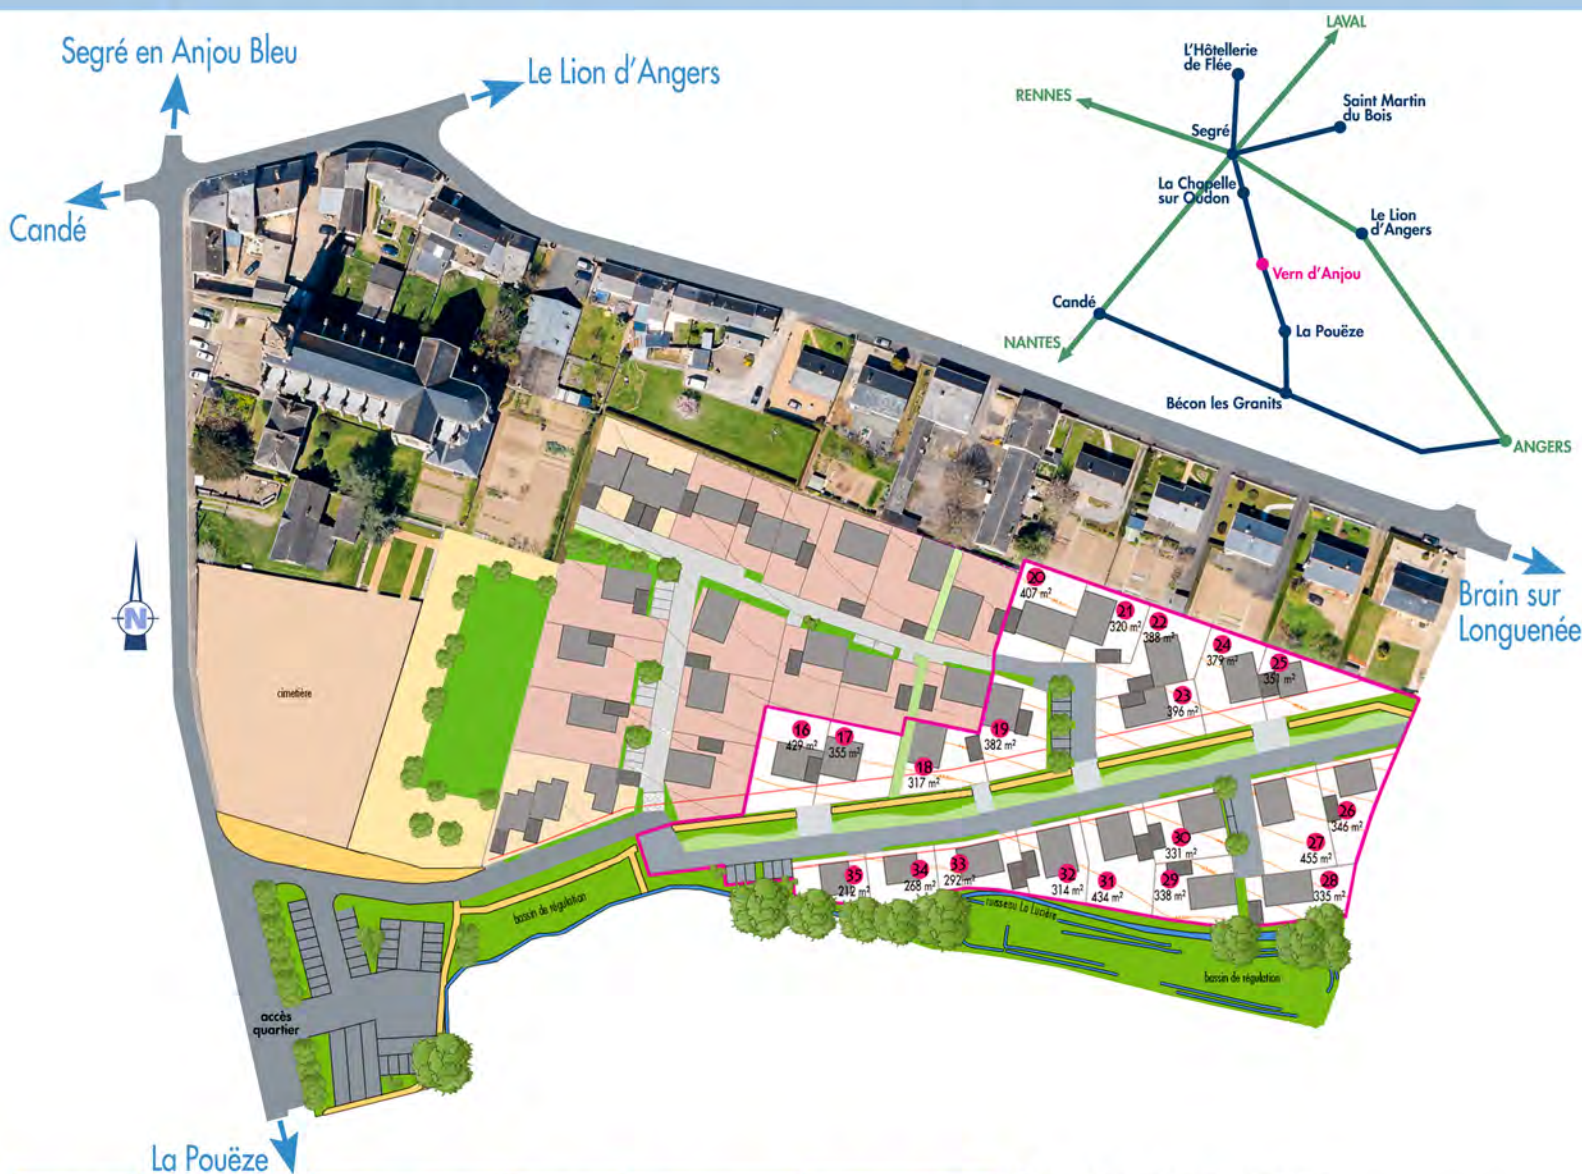 Segré en Anjou Bleu
Le Lion d'Angers
Candé
LAVAL
L'Hôtellerie
de Flée
RENNES
Saint Martin
du Bois
Segré
La Chapelle
sur Oudon
Le Lion
d'Angers
Vern d'Anjou
Candé
La Pouëze
NANTES
Bécon les Granits
ANGERS
Brain sur
Longuenée
N
cimetière
20
407 m²
21
320 m²
22
388 m²
24
379 m²
25
351 m²
23
396 m²
16
429 m²
17
355 m²
18
317 m²
19
382 m²
26
346 m²
27
455 m²
28
335 m²
30
331 m²
29
338 m²
31
434 m²
32
314 m²
33
292 m²
34
268 m²
35
212 m²
bassin de régulation
ruisseau La Lucière
bassin de régulation
accès
quartier
La Pouëze